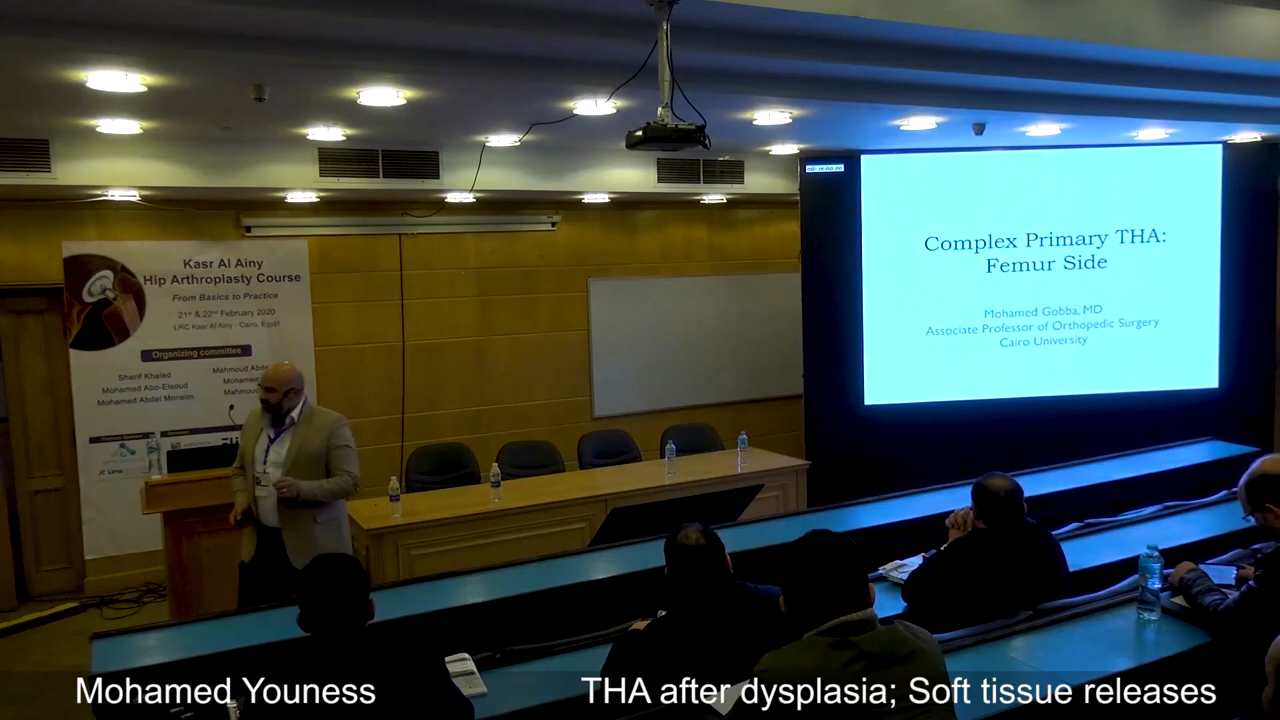 Kasr Al Ainy
Hip Arthroplasty Course
From Basics to Practice
21st & 22nd February 2020
LRC Kasr Al Ainy - Cairo, Egypt
Organizing committee
Sherif Khaled
Mohamed Abo-Elsoud
Mohamed Abdel Moneim
Mahmoud
Complex Primary THA:
Femur Side
Mohamed Gobba, MD
Associate Professor of Orthopedic Surgery
Cairo University
Mohamed Youness
THA after dysplasia; Soft tissue releases